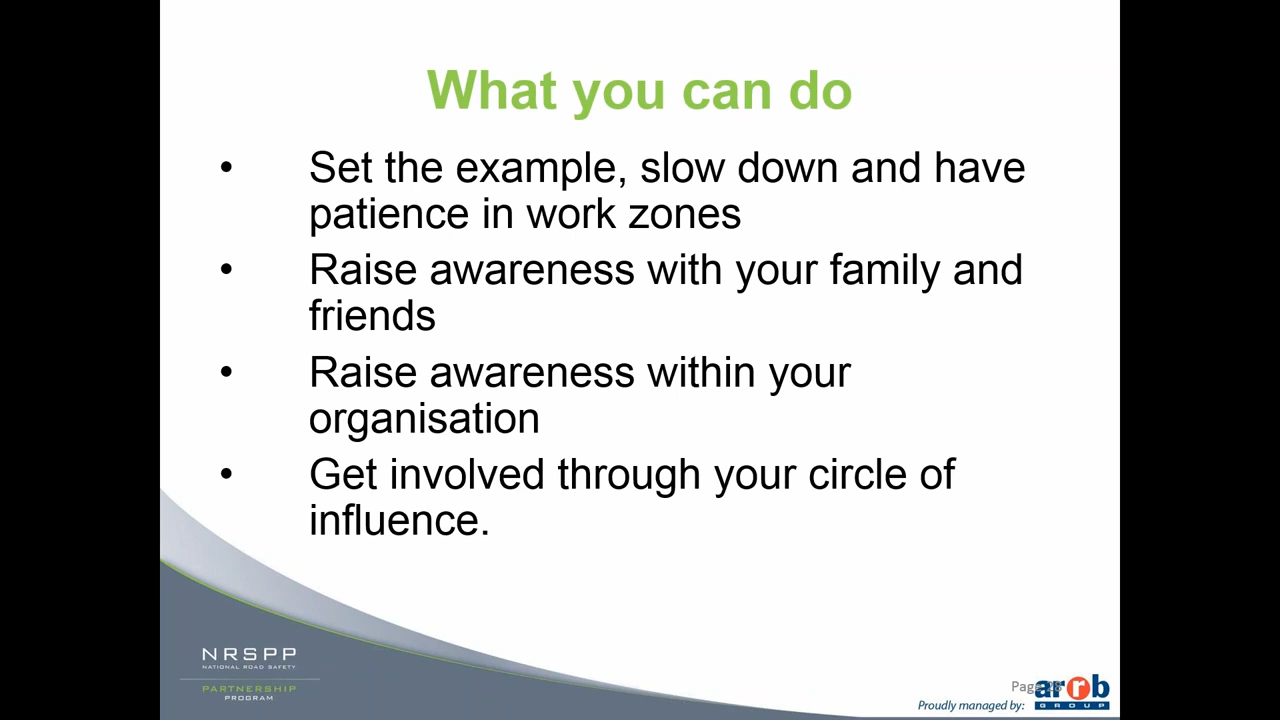 What you can do
• Set the example, slow down and have
patience in work zones
• Raise awareness with your family and
friends
• Raise awareness within your
organisation
• Get involved through your circle of
influence.
NRSPP
NATIONAL ROAD SAFETY
PARTNERSHIP
PROGRAM
Page
Proudly managed by:
arrb
GROUP